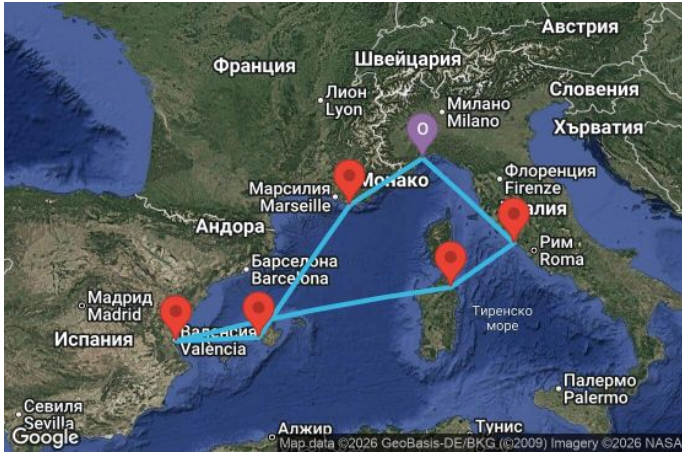 Австрия
Швейцария
Франция
Словения
Лион
Lyon
Милано
Milano
Хърватия
O
Флоренция
Firenze
Монако
Марсилия
Marseille
Андора
Рим
Roma
Барселона
Barcelona
Мадрид
Madrid
Тиренско
море
Валенсия
València
Испания
Палермо
Palermo
Севиля
Sevilla
Алжир
Тунис
Google
Map data ©2026 GeoBasis-DE/BKG (©2009) Imagery ©2026 NASA